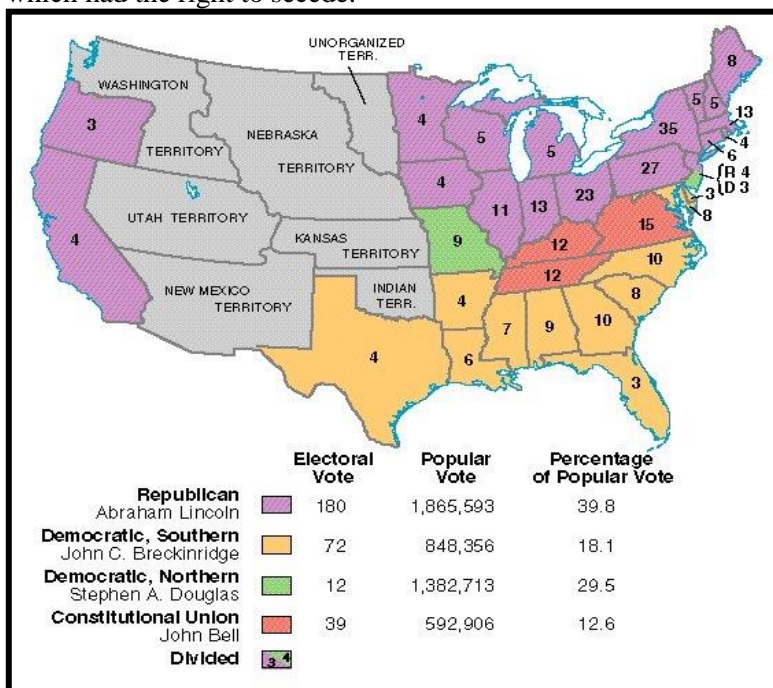 which had the right to secede.
UNORGANIZED
TERR.
WASHINGTON
TERRITORY
NEBRASKA
TERRITORY
UTAH TERRITORY
KANSAS
TERRITORY
NEW MEXICO
TERRITORY
INDIAN
TERR.
3
4
4
4
5
5
11
13
23
27
35
5
5
8
13
4
6
R 4
D 3
3
8
9
12
12
15
10
8
4
4
6
7
9
10
3
Electoral Vote Popular Vote Percentage of Popular Vote
Republican
Abraham Lincoln 180 1,865,593 39.8
Democratic, Southern
John C. Breckinridge 72 848,356 18.1
Democratic, Northern
Stephen A. Douglas 12 1,382,713 29.5
Constitutional Union
John Bell 39 592,906 12.6
Divided 3 4